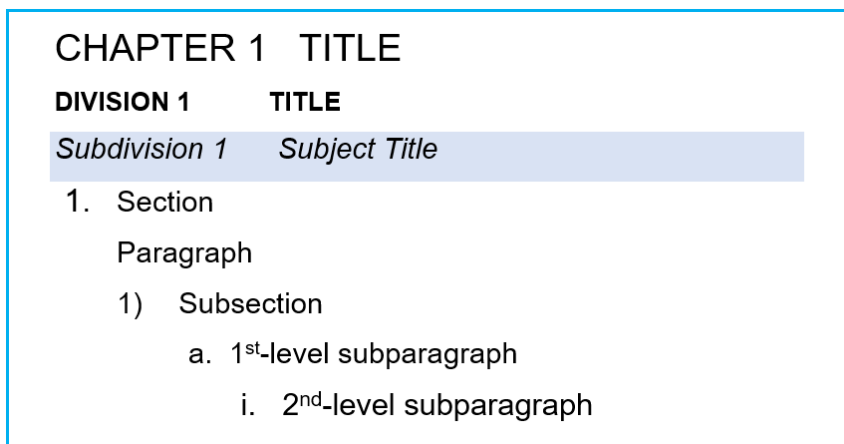 CHAPTER 1 TITLE
DIVISION 1 TITLE
Subdivision 1 Subject Title
1. Section
Paragraph
1) Subsection
a. 1st-level subparagraph
i. 2nd-level subparagraph